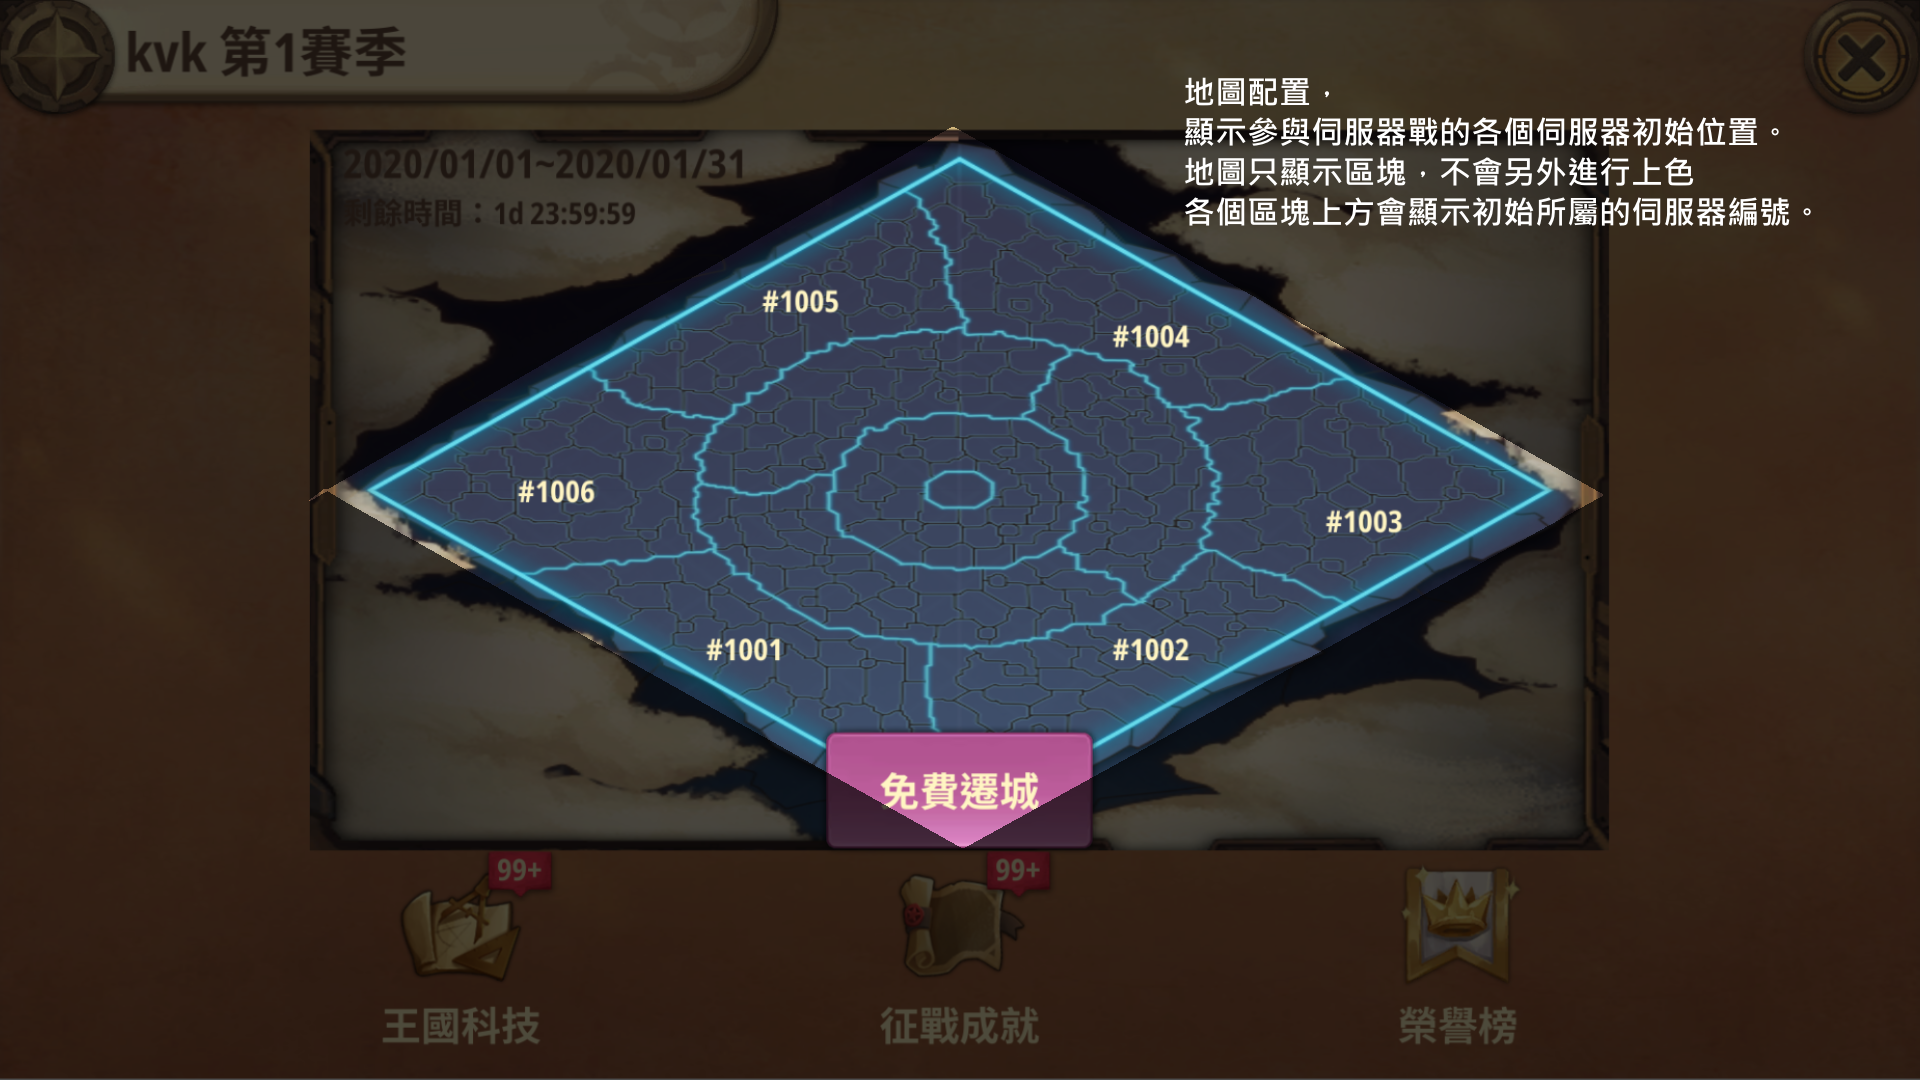 kvk 第1賽季
地圖配置，
顯示參與伺服器戰的各個伺服器初始位置。
地圖只顯示區塊，不會另外進行上色
各個區塊上方會顯示初始所屬的伺服器編號。
2020/01/01~2020/01/31
剩餘時間：1d 23:59:59
#1005
#1004
#1006
#1003
#1001
#1002
免費遷城
99+
99+
王國科技
征戰成就
榮譽榜